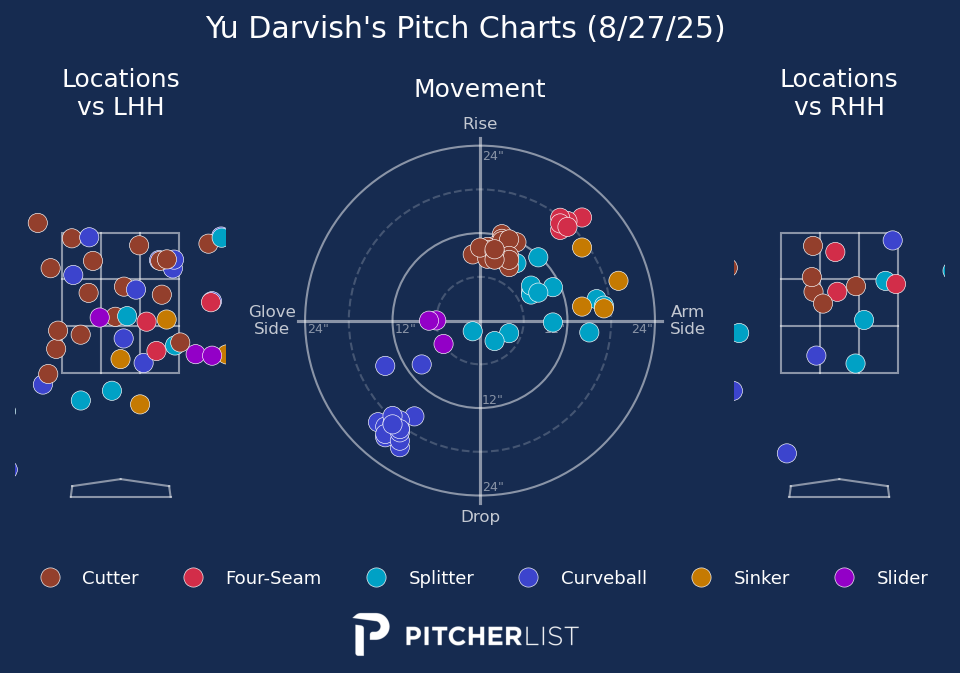 Yu Darvish's Pitch Charts (8/27/25)
Locations
vs LHH
Movement
Locations
vs RHH
Rise
24"
Glove
Side
24"
12"
24"
Arm
Side
12"
24"
Drop
Cutter
Four-Seam
Splitter
Curveball
Sinker
Slider
PITCHERLIST